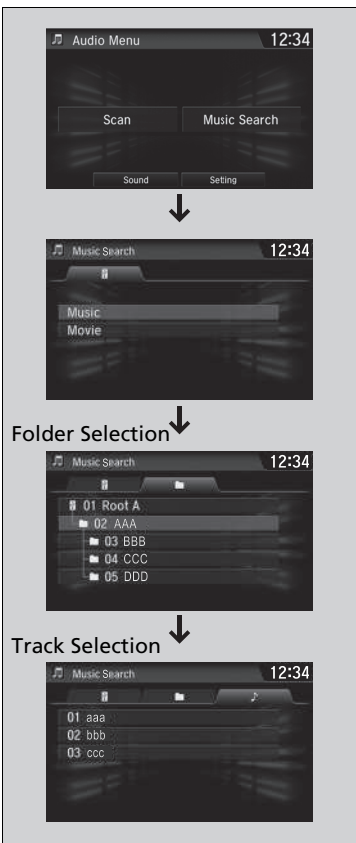 Audio Menu 12:34
Scan Music Search
Sound Setting
Music Search 12:34
Music
Movie
Folder Selection
Music Search 12:34
01 Root A
02 AAA
03 BBB
04 CCC
05 DDD
Track Selection
Music Search 12:34
01 aaa
02 bbb
03 ccc